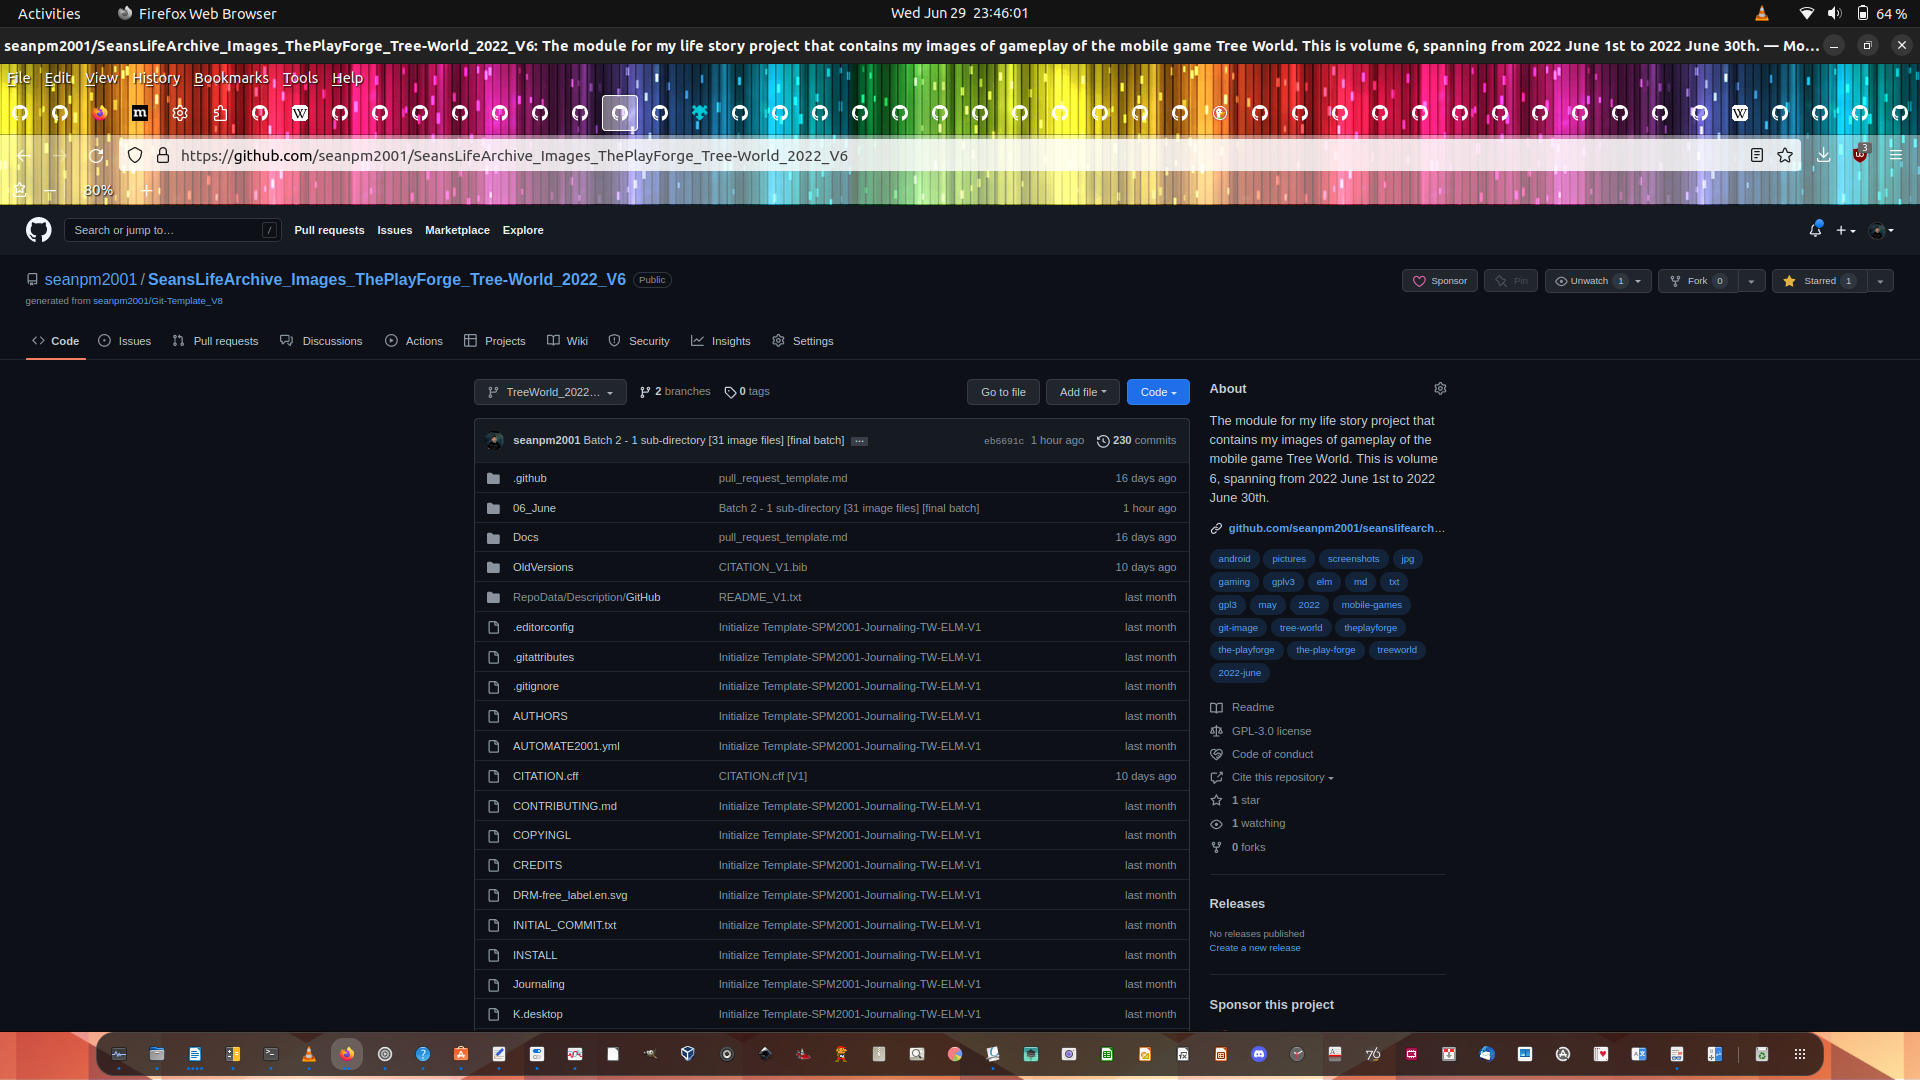 Activities
Firefox Web Browser
Wed Jun 29 23:46:01
64 %
seanpm2001/SeansLifeArchive_Images_ThePlayForge_Tree-World_2022_V6: The module for my life story project that contains my images of gameplay of the mobile game Tree World. This is volume 6, spanning from 2022 June 1st to 2022 June 30th. — Mo…
File Edit View History Bookmarks Tools Help
https://github.com/seanpm2001/SeansLifeArchive_Images_ThePlayForge_Tree-World_2022_V6
3
80%
Search or jump to… /
Pull requests Issues Marketplace Explore
seanpm2001 / SeansLifeArchive_Images_ThePlayForge_Tree-World_2022_V6 Public
generated from seanpm2001/Git-Template_V8
Sponsor Pin Unwatch 1 Fork 0 Starred 1
Code Issues Pull requests Discussions Actions Projects Wiki Security Insights Settings
TreeWorld_2022… 2 branches 0 tags Go to file Add file Code
seanpm2001 Batch 2 - 1 sub-directory [31 image files] [final batch] … eb6691c 1 hour ago 230 commits
.github pull_request_template.md 16 days ago
06_June Batch 2 - 1 sub-directory [31 image files] [final batch] 1 hour ago
Docs pull_request_template.md 16 days ago
OldVersions CITATION_V1.bib 10 days ago
RepoData/Description/GitHub README_V1.txt last month
.editorconfig Initialize Template-SPM2001-Journaling-TW-ELM-V1 last month
.gitattributes Initialize Template-SPM2001-Journaling-TW-ELM-V1 last month
.gitignore Initialize Template-SPM2001-Journaling-TW-ELM-V1 last month
AUTHORS Initialize Template-SPM2001-Journaling-TW-ELM-V1 last month
AUTOMATE2001.yml Initialize Template-SPM2001-Journaling-TW-ELM-V1 last month
CITATION.cff CITATION.cff [V1] 10 days ago
CONTRIBUTING.md Initialize Template-SPM2001-Journaling-TW-ELM-V1 last month
COPYINGL Initialize Template-SPM2001-Journaling-TW-ELM-V1 last month
CREDITS Initialize Template-SPM2001-Journaling-TW-ELM-V1 last month
DRM-free_label.en.svg Initialize Template-SPM2001-Journaling-TW-ELM-V1 last month
INITIAL_COMMIT.txt Initialize Template-SPM2001-Journaling-TW-ELM-V1 last month
INSTALL Initialize Template-SPM2001-Journaling-TW-ELM-V1 last month
Journaling Initialize Template-SPM2001-Journaling-TW-ELM-V1 last month
K.desktop Initialize Template-SPM2001-Journaling-TW-ELM-V1 last month
About
The module for my life story project that
contains my images of gameplay of the
mobile game Tree World. This is volume
6, spanning from 2022 June 1st to 2022
June 30th.
github.com/seanpm2001/seanslifearch…
android pictures screenshots jpg
gaming gplv3 elm md txt
gpl3 may 2022 mobile-games
git-image tree-world theplayforge
the-playforge the-play-forge treeworld
2022-june
Readme
GPL-3.0 license
Code of conduct
Cite this repository
1 star
1 watching
0 forks
Releases
No releases published
Create a new release
Sponsor this project